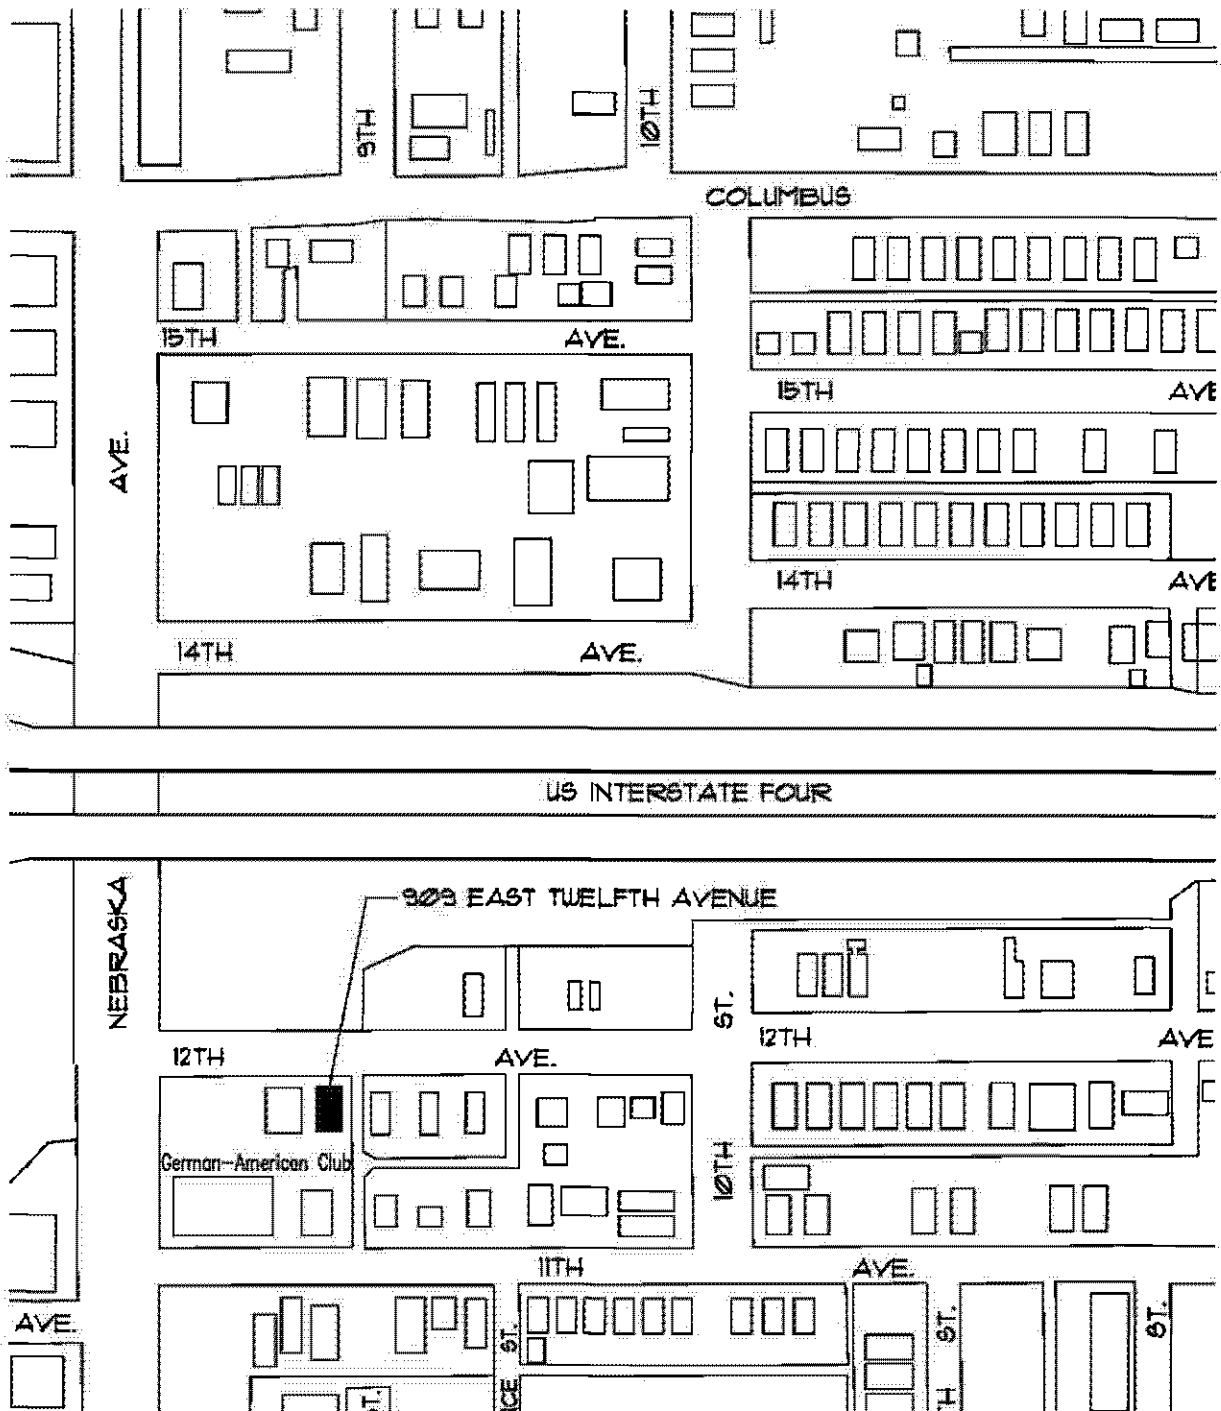 9TH
10TH
COLUMBUS
15TH AVE.
15TH AVE
AVE.
14TH AVE
14TH AVE.
US INTERSTATE FOUR
NEBRASKA
909 EAST TWELFTH AVENUE
ST.
12TH AVE.
12TH AVE
German-American Club
10TH
11TH AVE.
AVE.
ST.
ST.
ST.